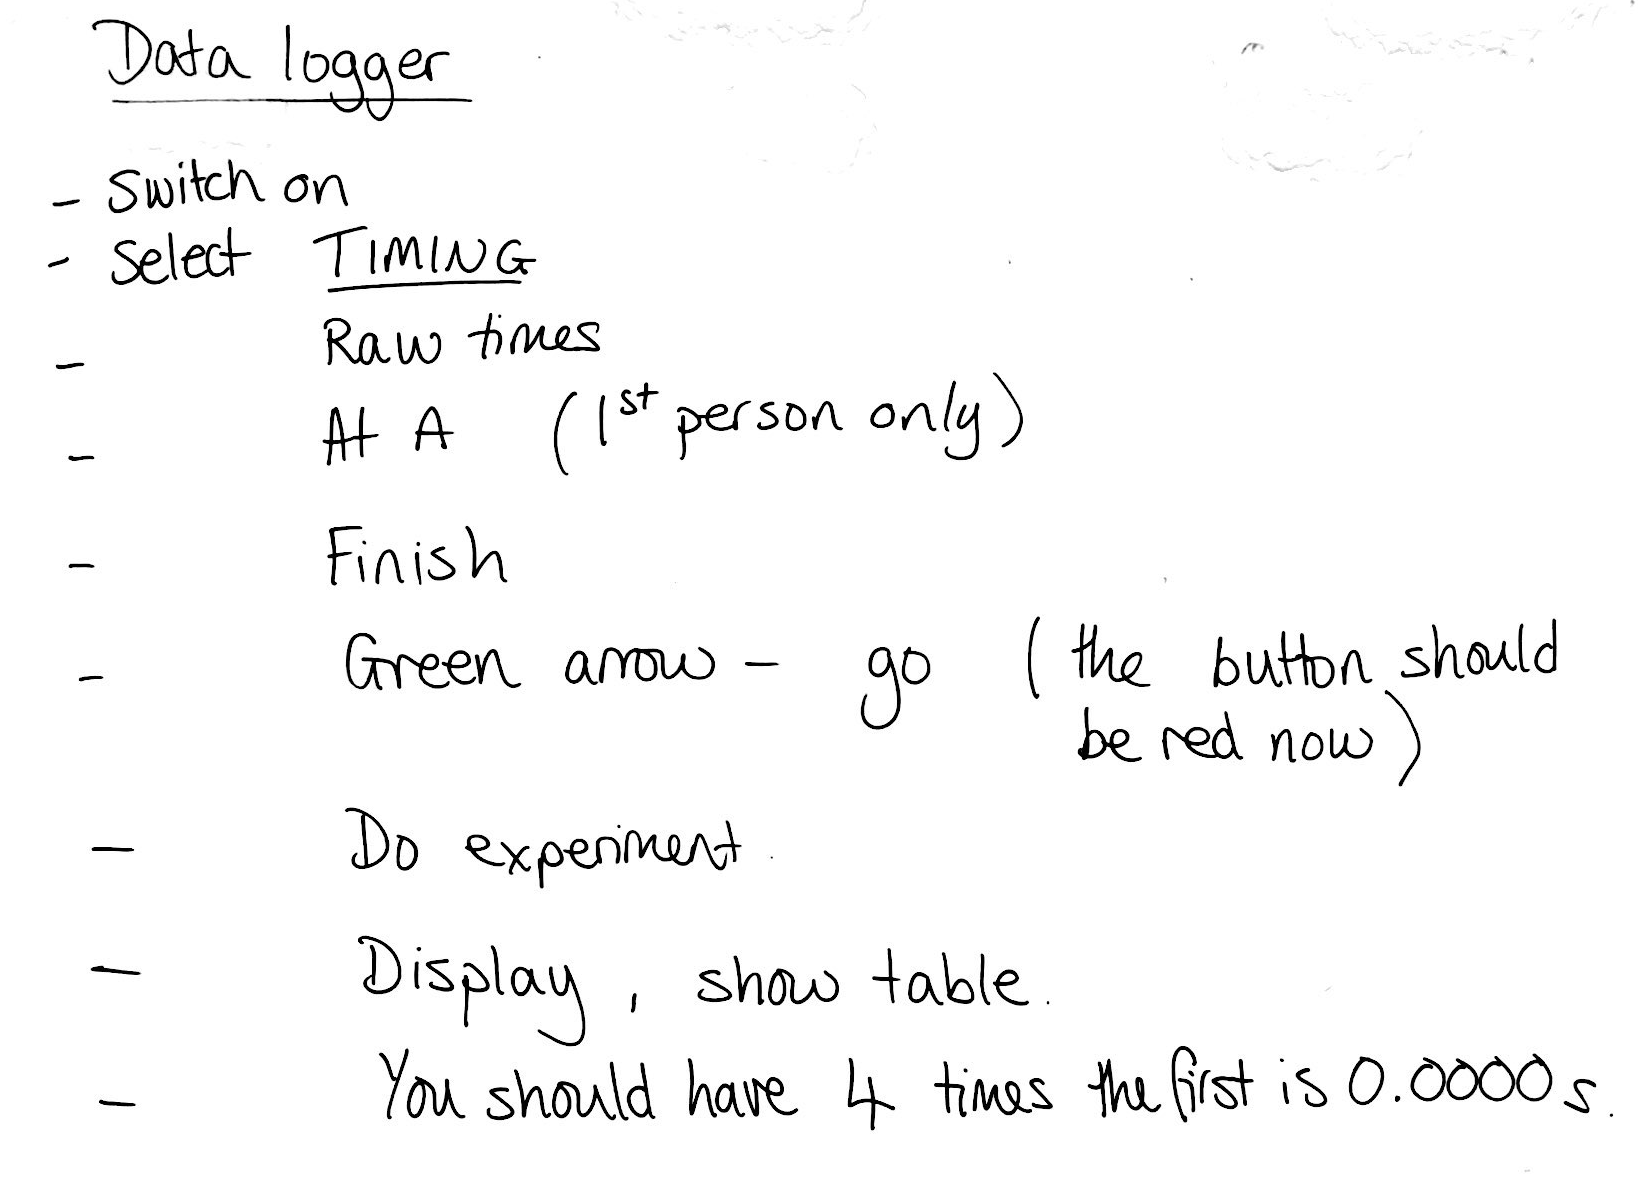 Data logger
- Switch on
- Select TIMING
- Raw times
- At A (1st person only)
- Finish
- Green arrow - go (the button should
be red now)
- Do experiment.
- Display, show table.
- You should have 4 times the first is 0.0000s.